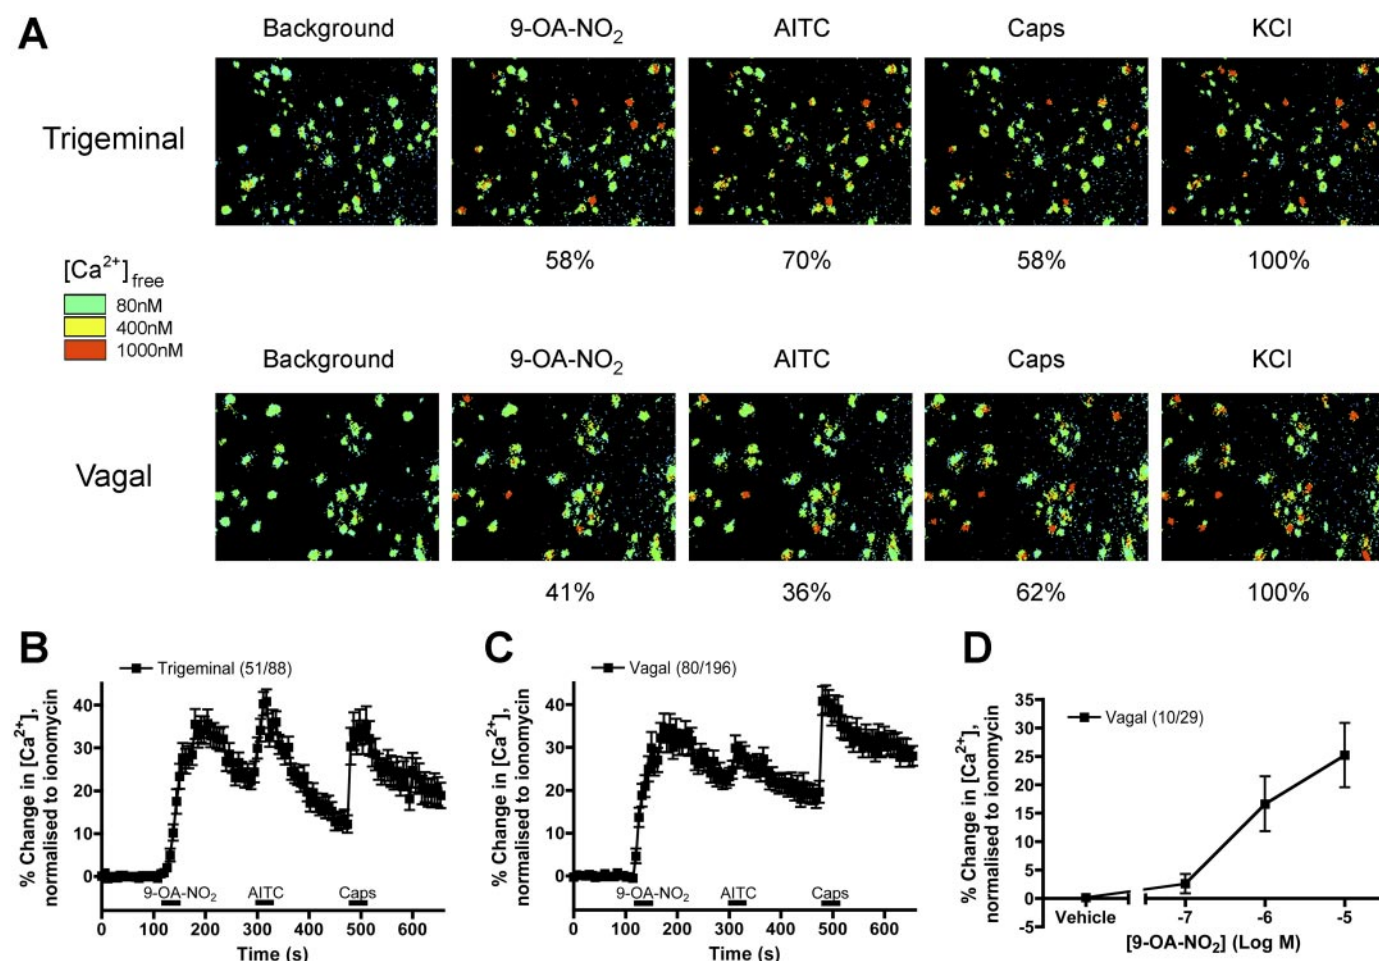 A
Background 9-OA-NO₂ AITC Caps KCl
Trigeminal
58% 70% 58% 100%
[Ca²⁺]free
80nM
400nM
1000nM
Background 9-OA-NO₂ AITC Caps KCl
Vagal
41% 36% 62% 100%
B
Trigeminal (51/88)
% Change in [Ca²⁺],
normalised to ionomycin
40
30
20
10
0
9-OA-NO₂ AITC Caps
0 100 200 300 400 500 600
Time (s)
C
Vagal (80/196)
% Change in [Ca²⁺],
normalised to ionomycin
40
30
20
10
0
9-OA-NO₂ AITC Caps
0 100 200 300 400 500 600
Time (s)
D
Vagal (10/29)
% Change in [Ca²⁺],
normalised to ionomycin
35
30
25
20
15
10
5
0
-5
Vehicle -7 -6 -5
[9-OA-NO₂] (Log M)